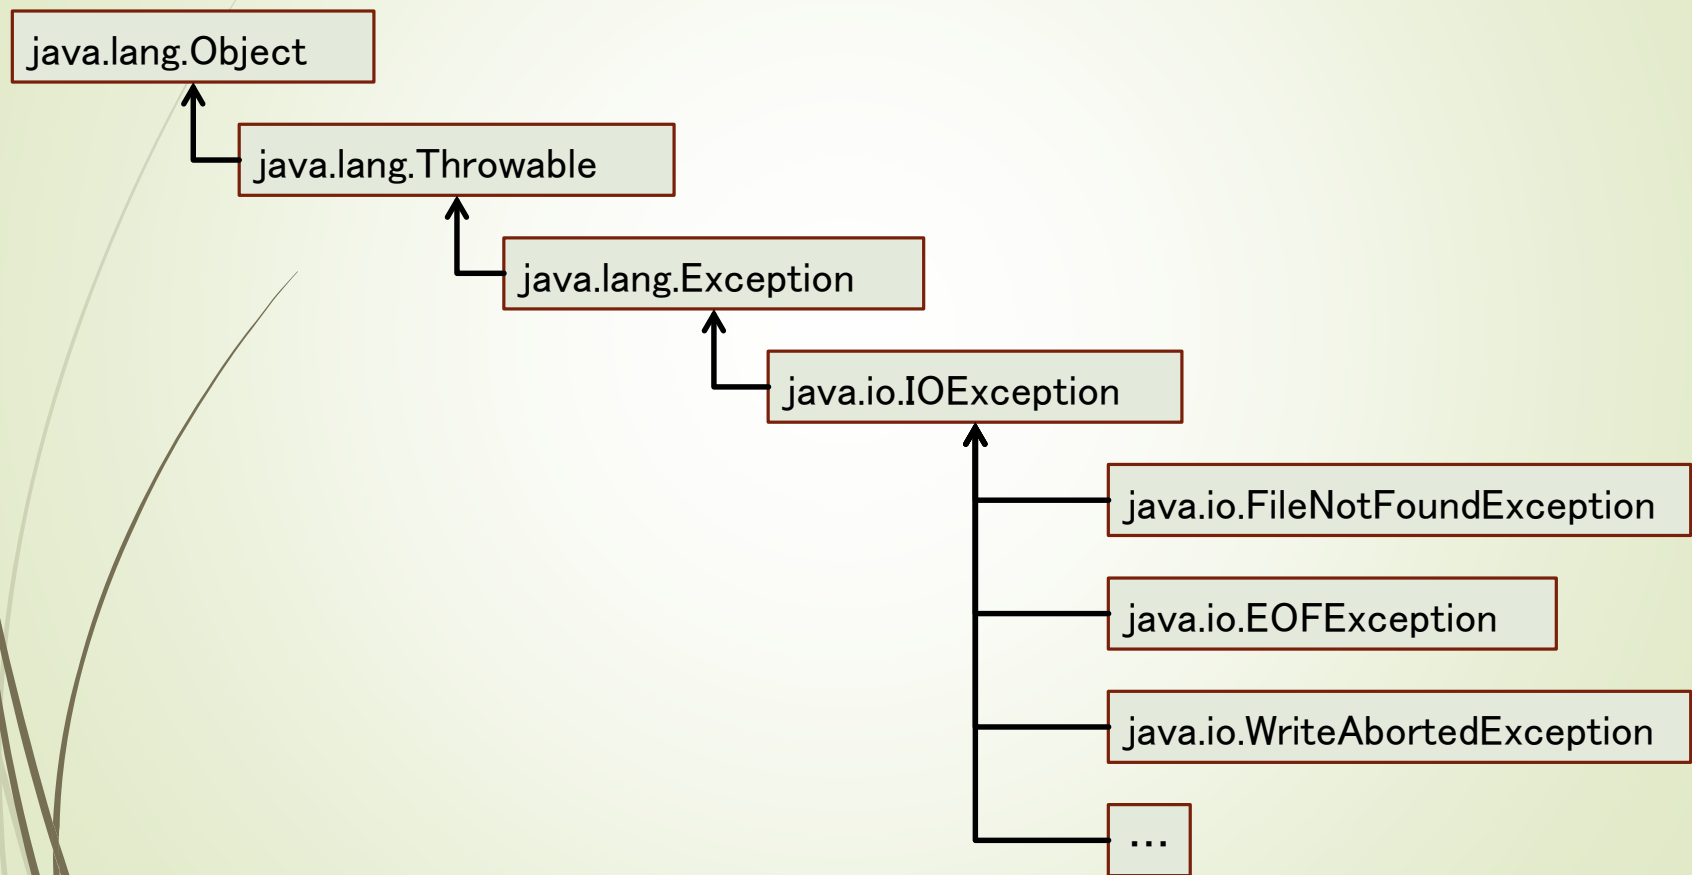 java.lang.Object
java.lang.Throwable
java.lang.Exception
java.io.IOException
java.io.FileNotFoundException
java.io.EOFException
java.io.WriteAbortedException
…